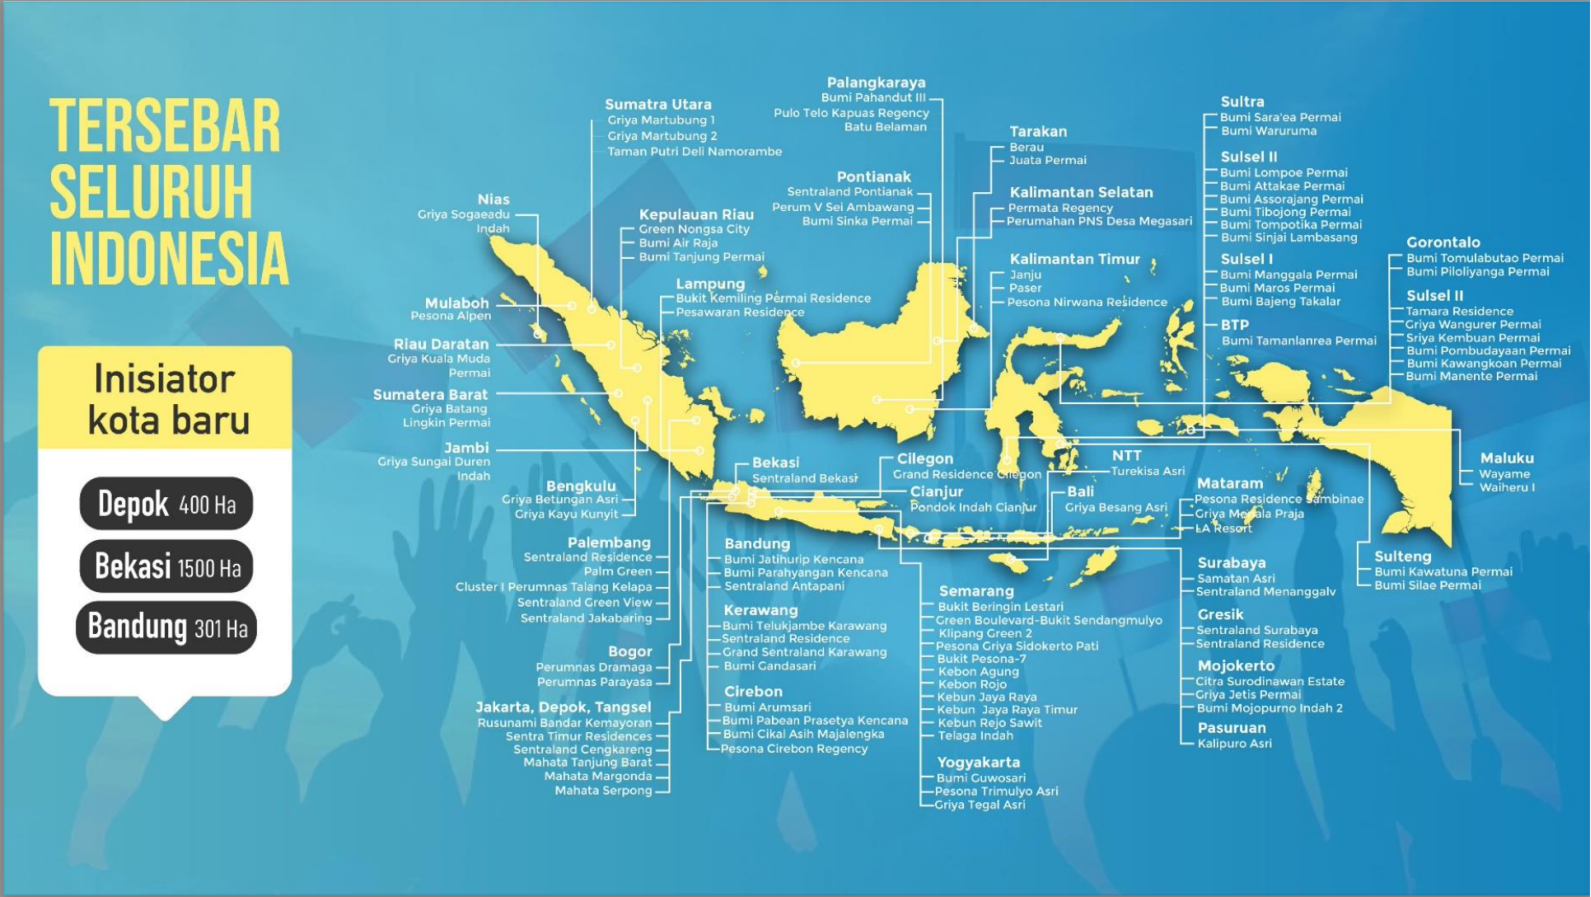 TERSEBAR
SELURUH
INDONESIA
Inisiator
kota baru
Depok 400 Ha
Bekasi 1500 Ha
Bandung 301 Ha
Nias
Griya Sogaeadu
Indah
Mulaboh
Pesona Alpen
Riau Daratan
Griya Kuala Muda
Permai
Sumatera Barat
Griya Batang
Lingkin Permai
Jambi
Griya Sungai Duren
Indah
Bengkulu
Griya Betungan Asri
Griya Kayu Kunyit
Sumatra Utara
Griya Martubung 1
Griya Martubung 2
Taman Putri Deli Namorambe
Kepulauan Riau
Green Nongsa City
Bumi Air Raja
Bumi Tanjung Permai
Lampung
Bukit Kemiling Permai Residence
Pesawaran Residence
Palangkaraya
Bumi Pahandut III
Pulo Telo Kapuas Regency
Batu Belaman
Pontianak
Sentraland Pontianak
Perum V Sei Ambawang
Bumi Sinka Permai
Tarakan
Berau
Juata Permai
Kalimantan Selatan
Permata Regency
Perumahan PNS Desa Megasari
Kalimantan Timur
Janju
Paser
Pesona Nirwana Residence
Sultra
Bumi Sara'ea Permai
Bumi Waruruma
Sulsel II
Bumi Lompoe Permai
Bumi Attakae Permai
Bumi Assorajang Permai
Bumi Tibojong Permai
Bumi Tompotika Permai
Bumi Sinjai Lambasang
Sulsel I
Bumi Manggala Permai
Bumi Maros Permai
Bumi Bajeng Takalar
BTP
Bumi Tamanlanrea Permai
Gorontalo
Bumi Tomulabutao Permai
Bumi Piloliyanga Permai
Sulsel II
Tamara Residence
Griya Wangurer Permai
Sriya Kembuan Permai
Bumi Pombudayaan Permai
Bumi Kawangkoan Permai
Bumi Manente Permai
Maluku
Wayame
Waiheru I
Sulteng
Bumi Kawatuna Permai
Bumi Silae Permai
Bekasi
Sentraland Bekasi
Cilegon
Grand Residence Cilegon
Cianjur
Pondok Indah Cianjur
NTT
Turekisa Asri
Bali
Griya Besang Asri
Mataram
Pesona Residence Sambinae
Griya Menala Praja
LA Resort
Palembang
Sentraland Residence
Palm Green
Cluster I Perumnas Talang Kelapa
Sentraland Green View
Sentraland Jakabaring
Bogor
Perumnas Dramaga
Perumnas Parayasa
Jakarta, Depok, Tangsel
Rusunami Bandar Kemayoran
Sentra Timur Residences
Sentraland Cengkareng
Mahata Tanjung Barat
Mahata Margonda
Mahata Serpong
Bandung
Bumi Jatihurip Kencana
Bumi Parahyangan Kencana
Sentraland Antapani
Kerawang
Bumi Telukjambe Karawang
Sentraland Residence
Grand Sentraland Karawang
Bumi Gandasari
Cirebon
Bumi Arumsari
Bumi Pabean Prasetya Kencana
Bumi Cikal Asih Majalengka
Pesona Cirebon Regency
Semarang
Bukit Beringin Lestari
Green Boulevard-Bukit Sendangmulyo
Klipang Green 2
Pesona Griya Sidokerto Pati
Bukit Pesona-7
Kebon Agung
Kebon Rojo
Kebun Jaya Raya
Kebun Jaya Raya Timur
Kebun Rejo Sawit
Telaga Indah
Yogyakarta
Bumi Guwosari
Pesona Trimulyo Asri
Griya Tegal Asri
Surabaya
Samatan Asri
Sentraland Menanggalv
Gresik
Sentraland Surabaya
Sentraland Residence
Mojokerto
Citra Surodinawan Estate
Griya Jetis Permai
Bumi Mojopurno Indah 2
Pasuruan
Kalipuro Asri